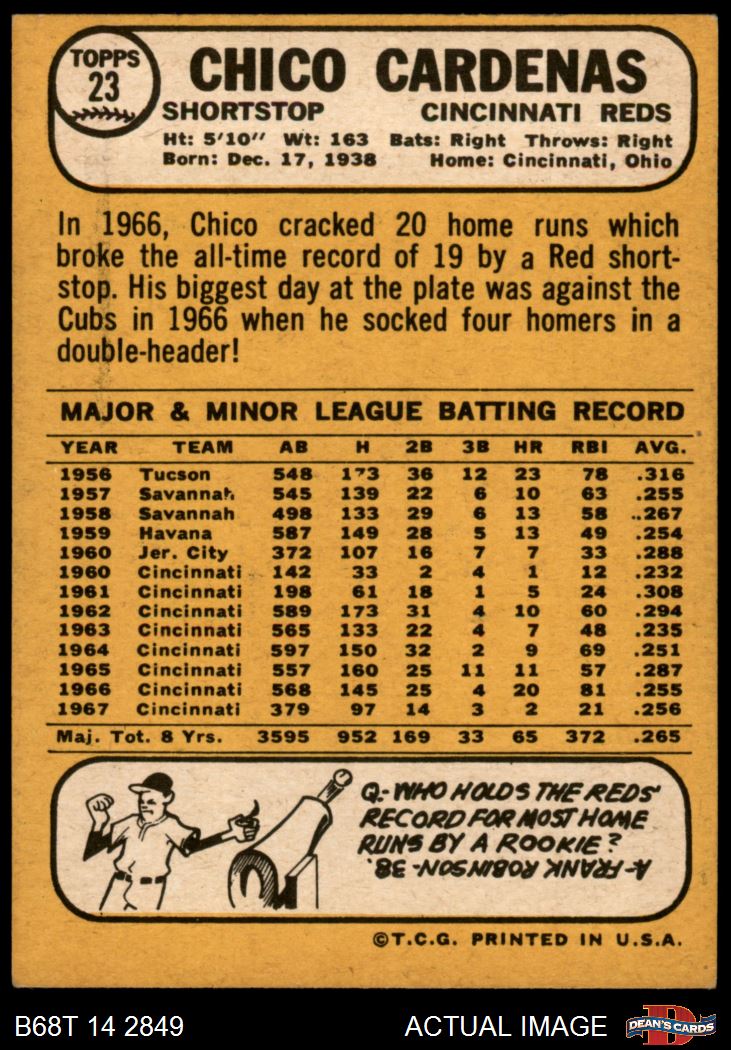 TOPPS
23
CHICO CARDENAS
SHORTSTOP CINCINNATI REDS
Ht: 5'10" Wt: 163 Bats: Right Throws: Right
Born: Dec. 17, 1938 Home: Cincinnati, Ohio
In 1966, Chico cracked 20 home runs which
broke the all-time record of 19 by a Red short-
stop. His biggest day at the plate was against the
Cubs in 1966 when he socked four homers in a
double-header!
MAJOR & MINOR LEAGUE BATTING RECORD
YEAR TEAM AB H 2B 3B HR RBI AVG.
1956 Tucson 548 173 36 12 23 78 .316
1957 Savannah 545 139 22 6 10 63 .255
1958 Savannah 498 133 29 6 13 58 .267
1959 Havana 587 149 28 5 13 49 .254
1960 Jer. City 372 107 16 7 7 33 .288
1960 Cincinnati 142 33 2 4 1 12 .232
1961 Cincinnati 198 61 18 1 5 24 .308
1962 Cincinnati 589 173 31 4 10 60 .294
1963 Cincinnati 565 133 22 4 7 48 .235
1964 Cincinnati 597 150 32 2 9 69 .251
1965 Cincinnati 557 160 25 11 11 57 .287
1966 Cincinnati 568 145 25 4 20 81 .255
1967 Cincinnati 379 97 14 3 2 21 .256
Maj. Tot. 8 Yrs. 3595 952 169 33 65 372 .265
Q.- WHO HOLDS THE REDS'
RECORD FOR MOST HOME
RUNS BY A ROOKIE?
A- FRANK ROBINSON - 38.
©T.C.G. PRINTED IN U.S.A.
B68T 14 2849 ACTUAL IMAGE
D
DEAN'S CARDS